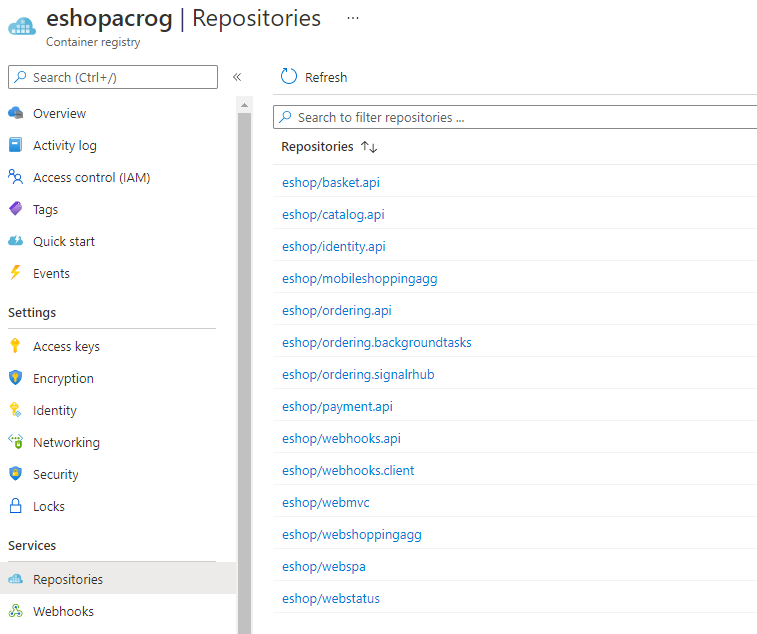 eshopacrog | Repositories ...
Container registry
Search (Ctrl+/)
«
Overview
Activity log
Access control (IAM)
Tags
Quick start
Events
Settings
Access keys
Encryption
Identity
Networking
Security
Locks
Services
Repositories
Webhooks
Refresh
Search to filter repositories ...
Repositories ↑↓
eshop/basket.api
eshop/catalog.api
eshop/identity.api
eshop/mobileshoppingagg
eshop/ordering.api
eshop/ordering.backgroundtasks
eshop/ordering.signalrhub
eshop/payment.api
eshop/webhooks.api
eshop/webhooks.client
eshop/webmvc
eshop/webshoppingagg
eshop/webspa
eshop/webstatus